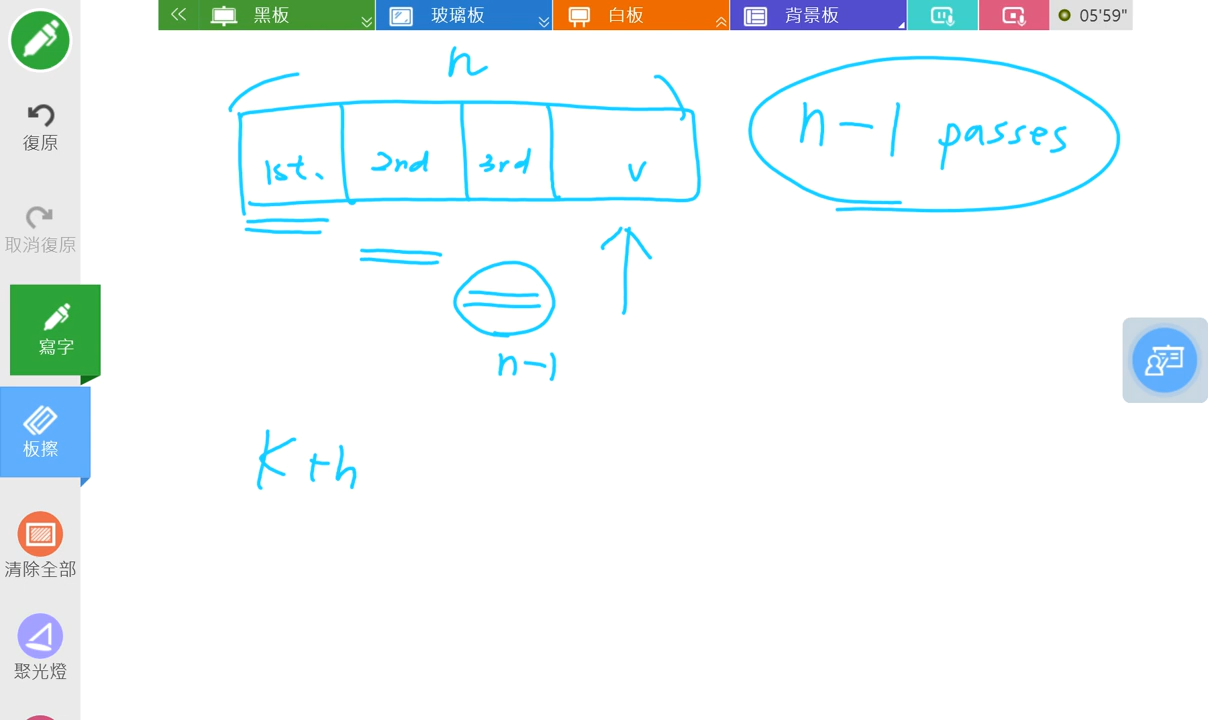 黑板 玻璃板 白板 背景板 05'59"
復原
取消復原
寫字
板擦
清除全部
聚光燈
n
1st. 2nd 3rd v
n-1 passes
n-1
K+h